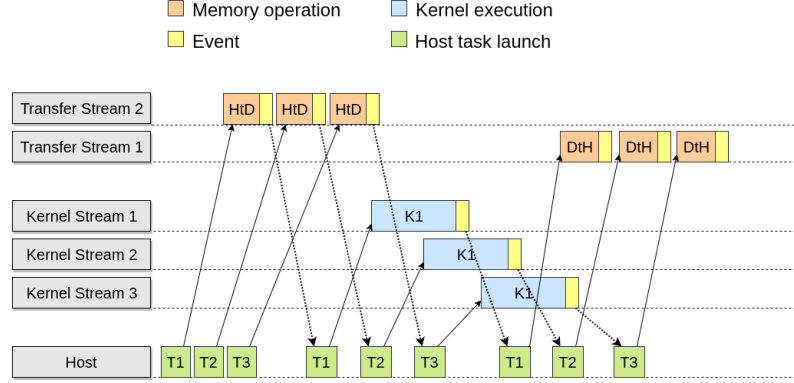 Memory operation Kernel execution
Event Host task launch
Transfer Stream 2 HtD HtD HtD
Transfer Stream 1 DtH DtH DtH
Kernel Stream 1 K1
Kernel Stream 2 K1
Kernel Stream 3 K1
Host T1 T2 T3 T1 T2 T3 T1 T2 T3